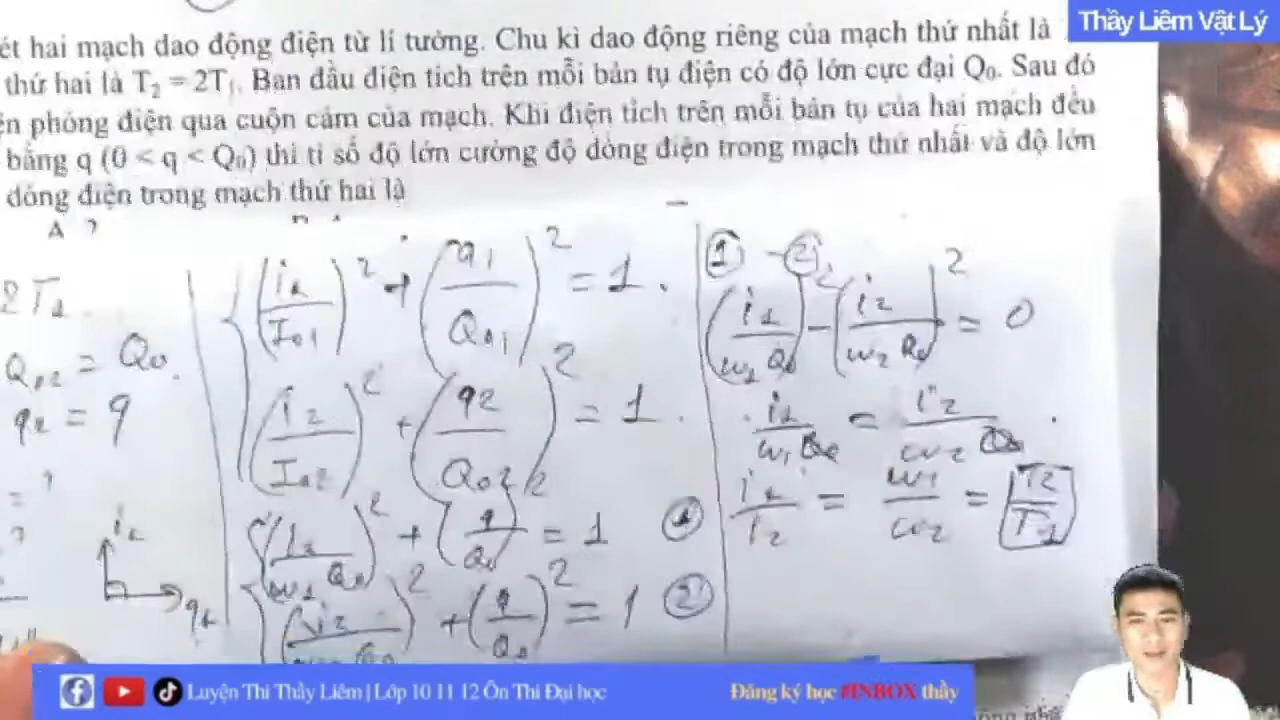 Thầy Liêm Vật Lý
ét hai mạch dao động điện từ lí tưởng. Chu kì dao động riêng của mạch thứ nhất là
thứ hai là T₂ = 2T₁. Ban đầu điện tích trên mỗi bản tụ điện có độ lớn cực đại Q₀. Sau đó
ện phóng điện qua cuộn cảm của mạch. Khi điện tích trên mỗi bản tụ của hai mạch đều
bằng q (0 < q < Q₀) thì tỉ số độ lớn cường độ dòng điện trong mạch thứ nhất và độ lớn
dòng điện trong mạch thứ hai là
2T₁
Q₀₂ = Q₀
q₂ = q
= ?
?
(i₁/I₀₁)² + (q₁/Q₀₁)² = 1
(i₂/I₀₂)² + (q₂/Q₀₂)² = 1
+ (q/Q₀) = 1 ①
+ (q/Q₀)² = 1 ②
① - ②
(i₁/ω₁Q₀)² - (i₂/ω₂Q₀)² = 0
i₁/ω₁Q₀ = i₂/ω₂Q₀
i₁/i₂ = ω₁/ω₂ = T₂/T₁
Luyện Thi Thầy Liêm | Lớp 10 11 12 Ôn Thi Đại học
Đăng ký học #INBOX thầy